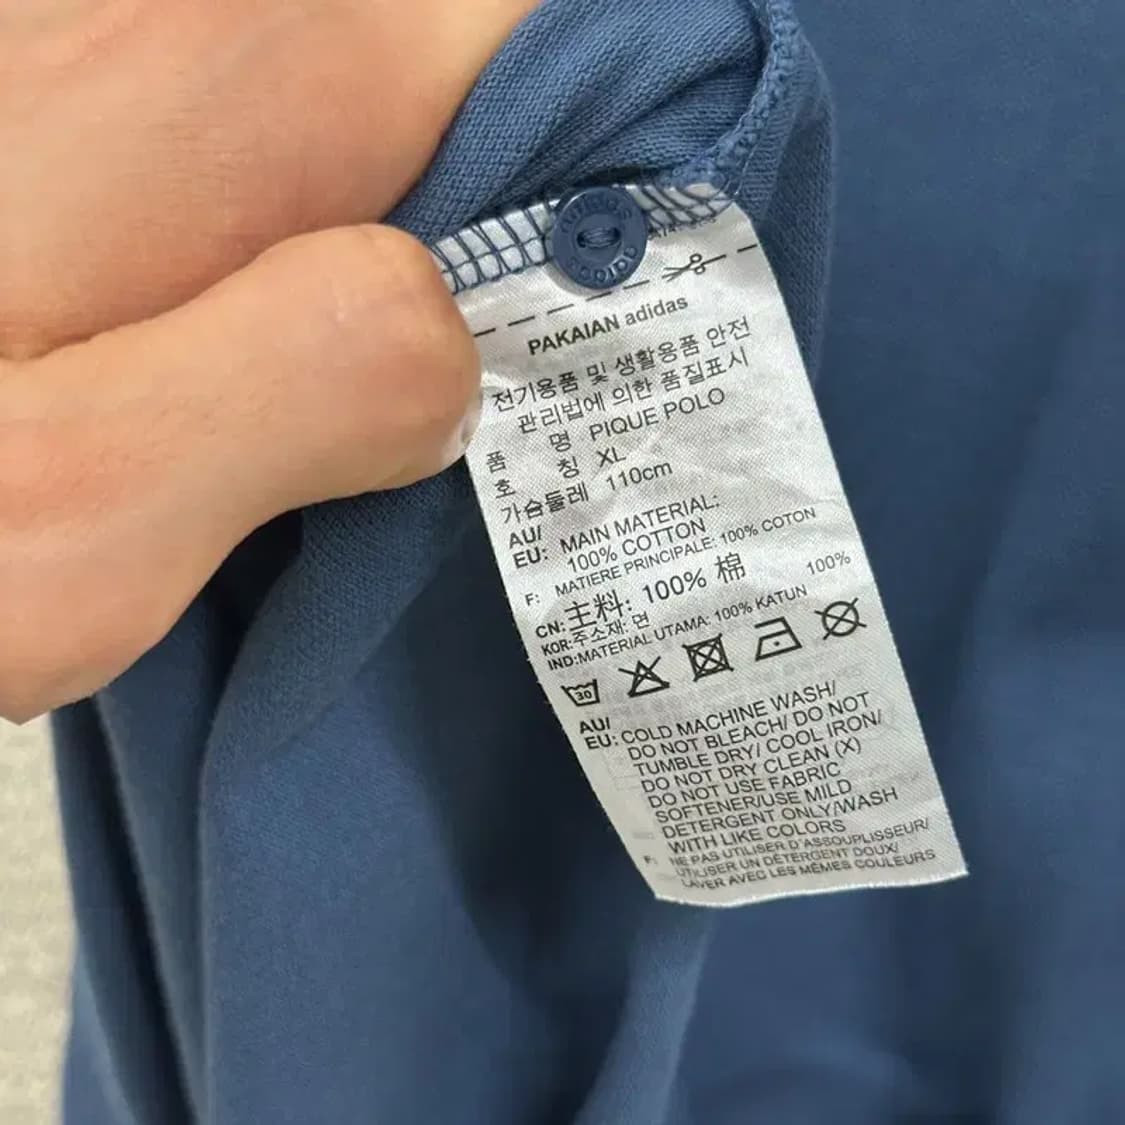 adidas
adidas
PAKAIAN adidas
전기용품 및 생활용품 안전
관리법에 의한 품질표시
품 명 PIQUE POLO
호 칭 XL
가슴둘레 110cm
AU/
EU: MAIN MATERIAL:
100% COTTON
F: MATIERE PRINCIPALE: 100% COTON
CN: 主料: 100% 棉
KOR:주소재: 면 100%
IND:MATERIAL UTAMA: 100% KATUN
30
AU/
EU: COLD MACHINE WASH/
DO NOT BLEACH/ DO NOT
TUMBLE DRY/ COOL IRON/
DO NOT DRY CLEAN (X)
DO NOT USE FABRIC
SOFTENER/USE MILD
DETERGENT ONLY/WASH
WITH LIKE COLORS
F: NE PAS UTILISER D'ASSOUPLISSEUR/
UTILISER UN DÉTERGENT DOUX/
LAVER AVEC LES MÊMES COULEURS